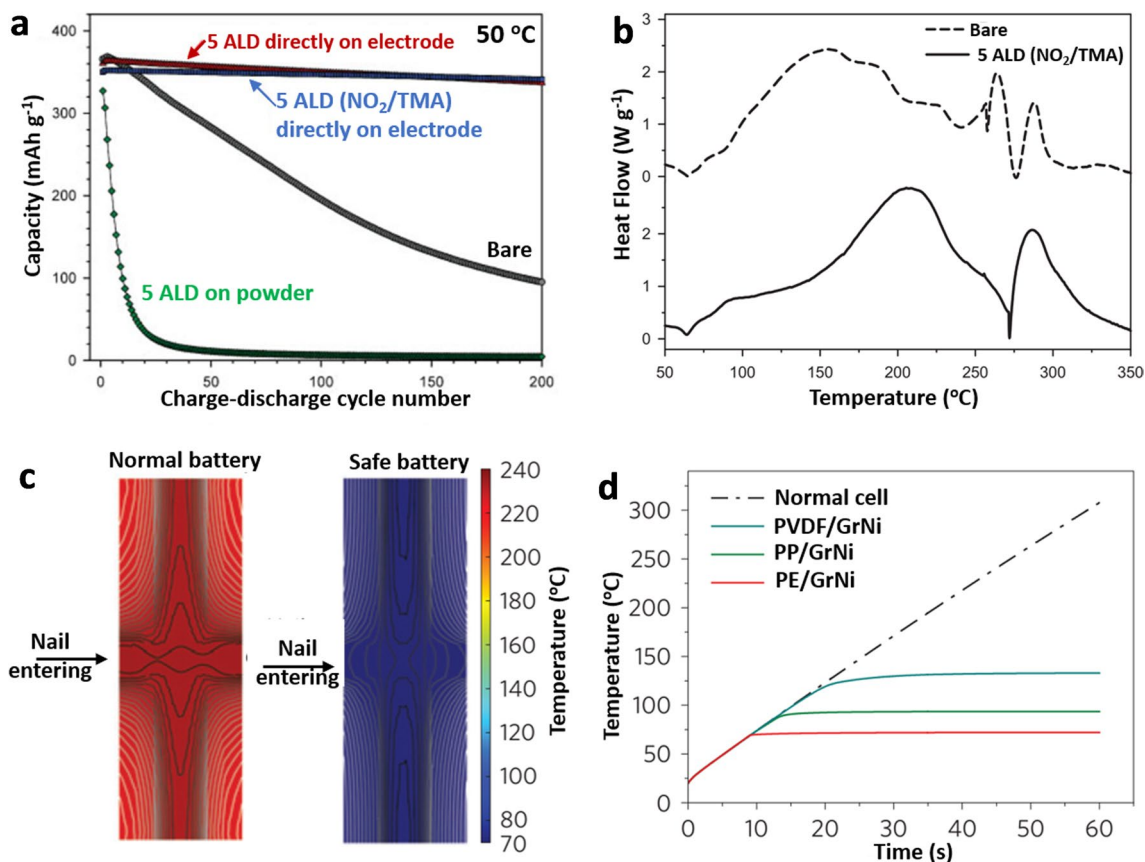 a
50 °C
5 ALD directly on electrode
5 ALD (NO₂/TMA)
directly on electrode
Bare
5 ALD on powder
Capacity (mAh g⁻¹)
400
300
200
100
0
0
50
100
150
200
Charge-discharge cycle number
b
Bare
5 ALD (NO₂/TMA)
Heat Flow (W g⁻¹)
3
2
1
0
2
1
0
50
100
150
200
250
300
350
Temperature (°C)
c
Normal battery
Safe battery
Nail
entering
Nail
entering
240
220
200
180
160
140
120
100
80
70
Temperature (°C)
d
Normal cell
PVDF/GrNi
PP/GrNi
PE/GrNi
Temperature (°C)
300
250
200
150
100
50
0
0
10
20
30
40
50
60
Time (s)